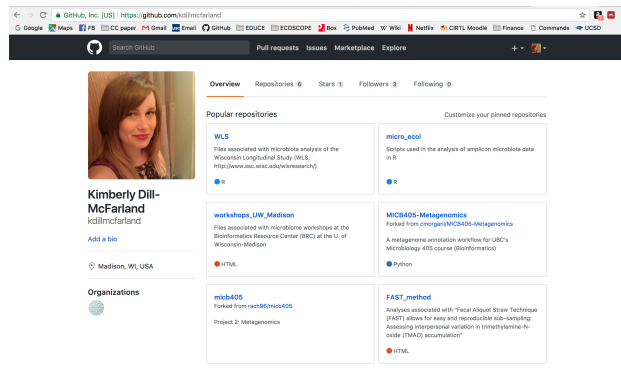 GitHub, Inc. [US] | https://github.com/kdillmcfarland
Google Maps FB CC paper Gmail Email GitHub EDUCE ECOSCOPE Box PubMed Wiki Netflix CIRTL Moodle Finance Commands UCSD
Search GitHub Pull requests Issues Marketplace Explore
Overview Repositories 6 Stars 1 Followers 3 Following 0
Popular repositories Customize your pinned repositories
WLS
Files associated with microbiota analysis of the
Wisconsin Longitudinal Study (WLS,
http://www.ssc.wisc.edu/wlsresearch/)
R
micro_ecol
Scripts used in the analysis of amplicon microbiota data
in R
R
Kimberly Dill-
McFarland
kdillmcfarland
Add a bio
Madison, WI, USA
Organizations
workshops_UW_Madison
Files associated with microbiome workshops at the
Bioinformatics Resource Center (BRC) at the U. of
Wisconsin-Madison
HTML
MICB405-Metagenomics
Forked from cmorganl/MICB405-Metagenomics
A metagenome annotation workflow for UBC's
Microbiology 405 course (Bioinformatics)
Python
micb405
Forked from rach96/micb405
Project 2: Metagenomics
FAST_method
Analyses associated with "Fecal Aliquot Straw Technique
(FAST) allows for easy and reproducible sub-sampling:
Assessing interpersonal variation in trimethylamine-N-
oxide (TMAO) accumulation"
HTML